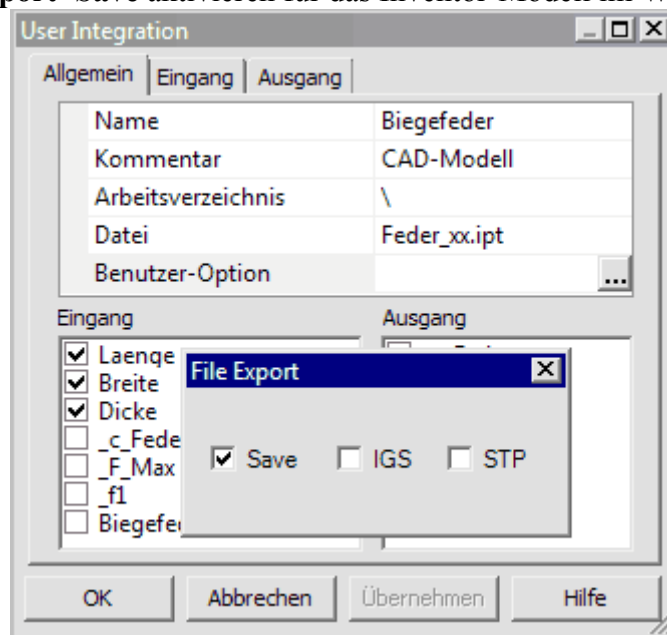 Save aktivieren für das Inventor-Modell im
User Integration
Allgemein Eingang Ausgang
Name Biegefeder
Kommentar CAD-Modell
Arbeitsverzeichnis \
Datei Feder_xx.ipt
Benutzer-Option ...
Eingang Ausgang
Laenge
Breite
Dicke
_c_Fede
_F_Max
_f1
Biegefe
File Export
Save IGS STP
OK Abbrechen Übernehmen Hilfe